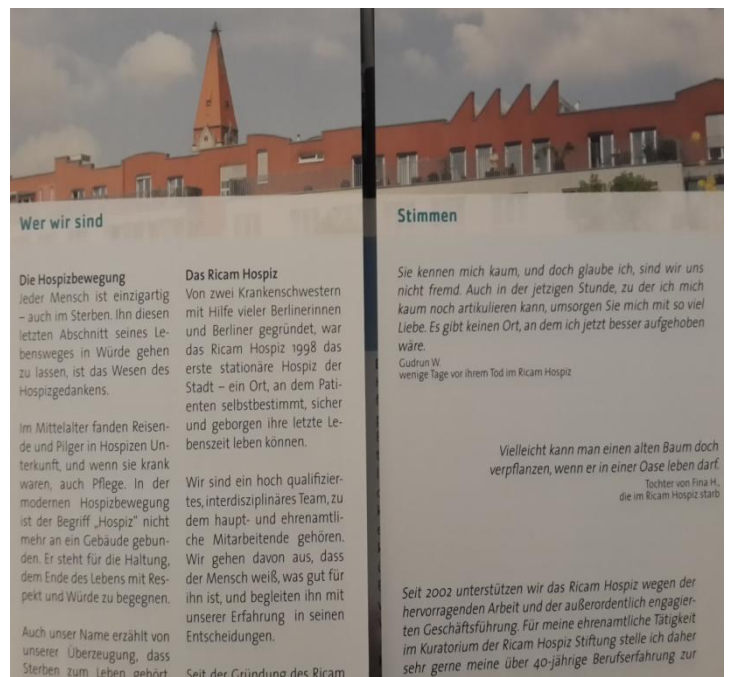 Wer wir sind
Die Hospizbewegung
Jeder Mensch ist einzigartig
– auch im Sterben. Ihn diesen
letzten Abschnitt seines Le-
bensweges in Würde gehen
zu lassen, ist das Wesen des
Hospizgedankens.
Im Mittelalter fanden Reisen-
de und Pilger in Hospizen Un-
terkunft, und wenn sie krank
waren, auch Pflege. In der
modernen Hospizbewegung
ist der Begriff „Hospiz" nicht
mehr an ein Gebäude gebun-
den. Er steht für die Haltung,
dem Ende des Lebens mit Res-
pekt und Würde zu begegnen.
Auch unser Name erzählt von
unserer Überzeugung, dass
Sterben zum Leben gehört
Das Ricam Hospiz
Von zwei Krankenschwestern
mit Hilfe vieler Berlinerinnen
und Berliner gegründet, war
das Ricam Hospiz 1998 das
erste stationäre Hospiz der
Stadt – ein Ort, an dem Pati-
enten selbstbestimmt, sicher
und geborgen ihre letzte Le-
benszeit leben können.
Wir sind ein hoch qualifizier-
tes, interdisziplinäres Team, zu
dem haupt- und ehrenamtli-
che Mitarbeitende gehören.
Wir gehen davon aus, dass
der Mensch weiß, was gut für
ihn ist, und begleiten ihn mit
unserer Erfahrung in seinen
Entscheidungen.
Seit der Gründung des Ricam
Stimmen
Sie kennen mich kaum, und doch glaube ich, sind wir uns
nicht fremd. Auch in der jetzigen Stunde, zu der ich mich
kaum noch artikulieren kann, umsorgen Sie mich mit so viel
Liebe. Es gibt keinen Ort, an dem ich jetzt besser aufgehoben
wäre.
Gudrun W.
wenige Tage vor ihrem Tod im Ricam Hospiz
Vielleicht kann man einen alten Baum doch
verpflanzen, wenn er in einer Oase leben darf.
Tochter von Fina H.,
die im Ricam Hospiz starb
Seit 2002 unterstützen wir das Ricam Hospiz wegen der
hervorragenden Arbeit und der außerordentlich engagier-
ten Geschäftsführung. Für meine ehrenamtliche Tätigkeit
im Kuratorium der Ricam Hospiz Stiftung stelle ich daher
sehr gerne meine über 40-jährige Berufserfahrung zur